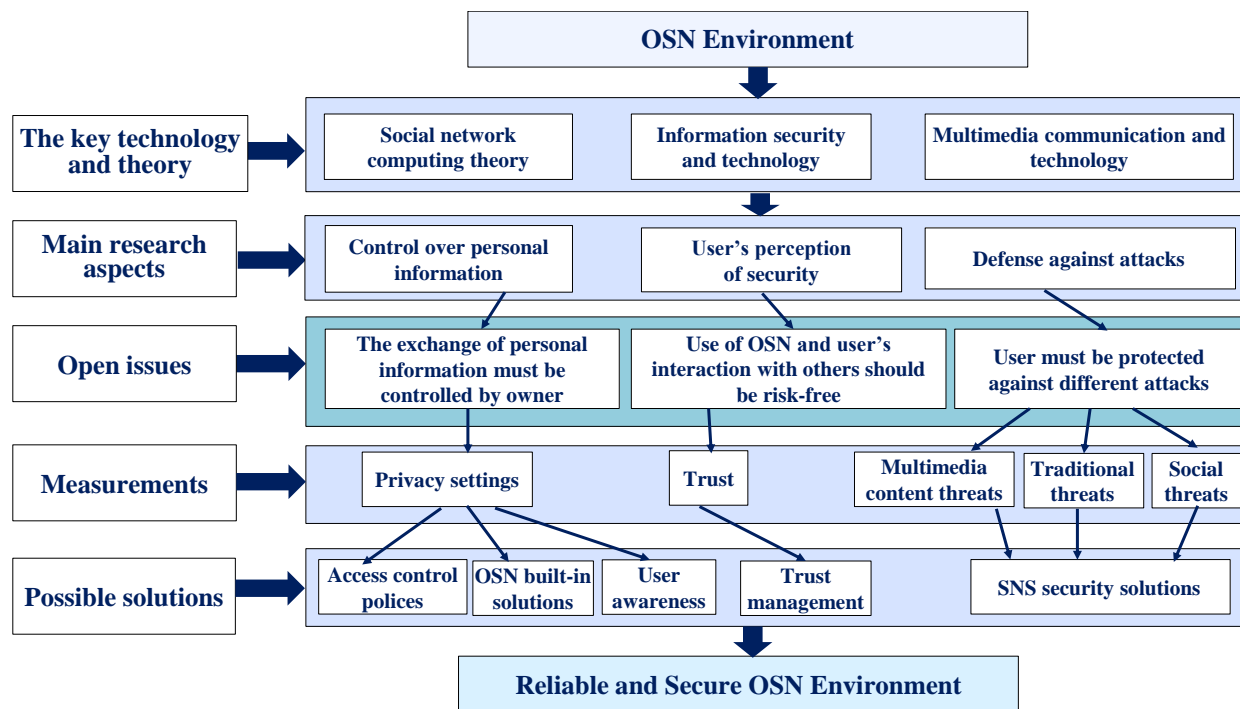 OSN Environment
The key technology
and theory
Social network
computing theory
Information security
and technology
Multimedia communication and
technology
Main research
aspects
Control over personal
information
User's perception
of security
Defense against attacks
Open issues
The exchange of personal
information must be
controlled by owner
Use of OSN and user's
interaction with others should
be risk-free
User must be protected
against different attacks
Measurements
Privacy settings
Trust
Multimedia
content threats
Traditional
threats
Social
threats
Possible solutions
Access control
polices
OSN built-in
solutions
User
awareness
Trust
management
SNS security solutions
Reliable and Secure OSN Environment